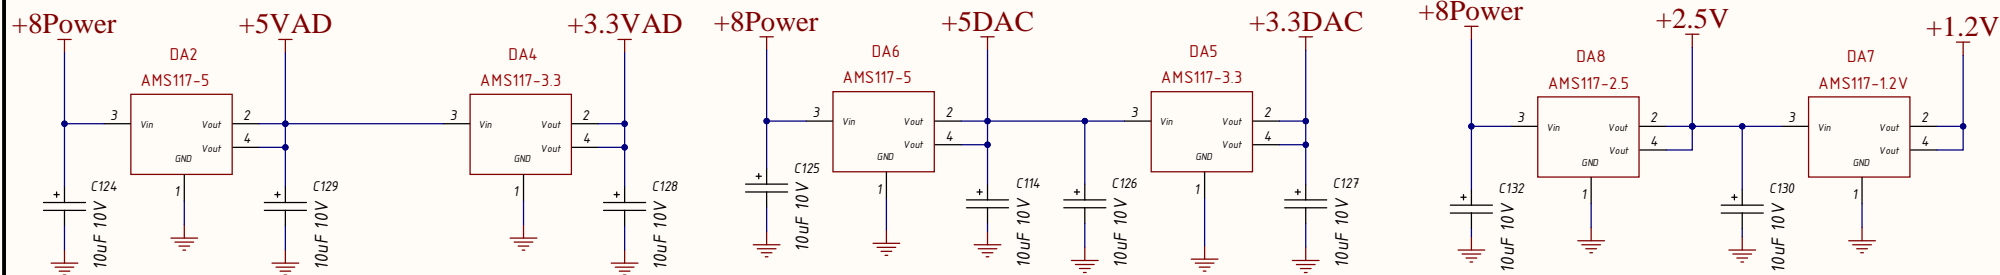 +8Power
+5VAD
+3.3VAD
DA2
AMS117-5
DA4
AMS117-3.3
3
Vin
Vout
2
Vout
4
GND
1
3
Vin
Vout
2
Vout
4
GND
1
C124
10uF 10V
C129
10uF 10V
C128
10uF 10V
+8Power
+5DAC
+3.3DAC
DA6
AMS117-5
DA5
AMS117-3.3
3
Vin
Vout
2
Vout
4
GND
1
3
Vin
Vout
2
Vout
4
GND
1
C125
10uF 10V
C114
10uF 10V
C126
10uF 10V
C127
10uF 10V
+8Power
+2.5V
+1.2V
DA8
AMS117-2.5
DA7
AMS117-1.2V
3
Vin
Vout
2
Vout
4
GND
1
3
Vin
Vout
2
Vout
4
GND
1
C132
10uF 10V
C130
10uF 10V